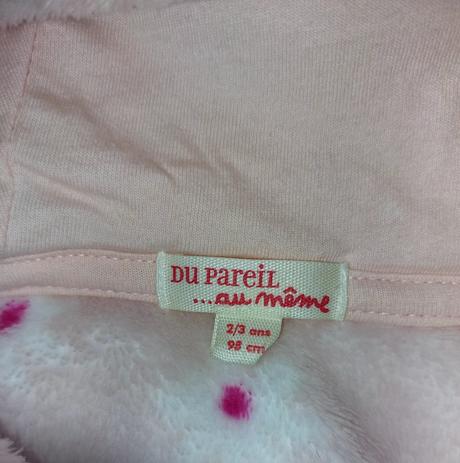 DU PAREIL
...au même
2/3 ans
98 cm